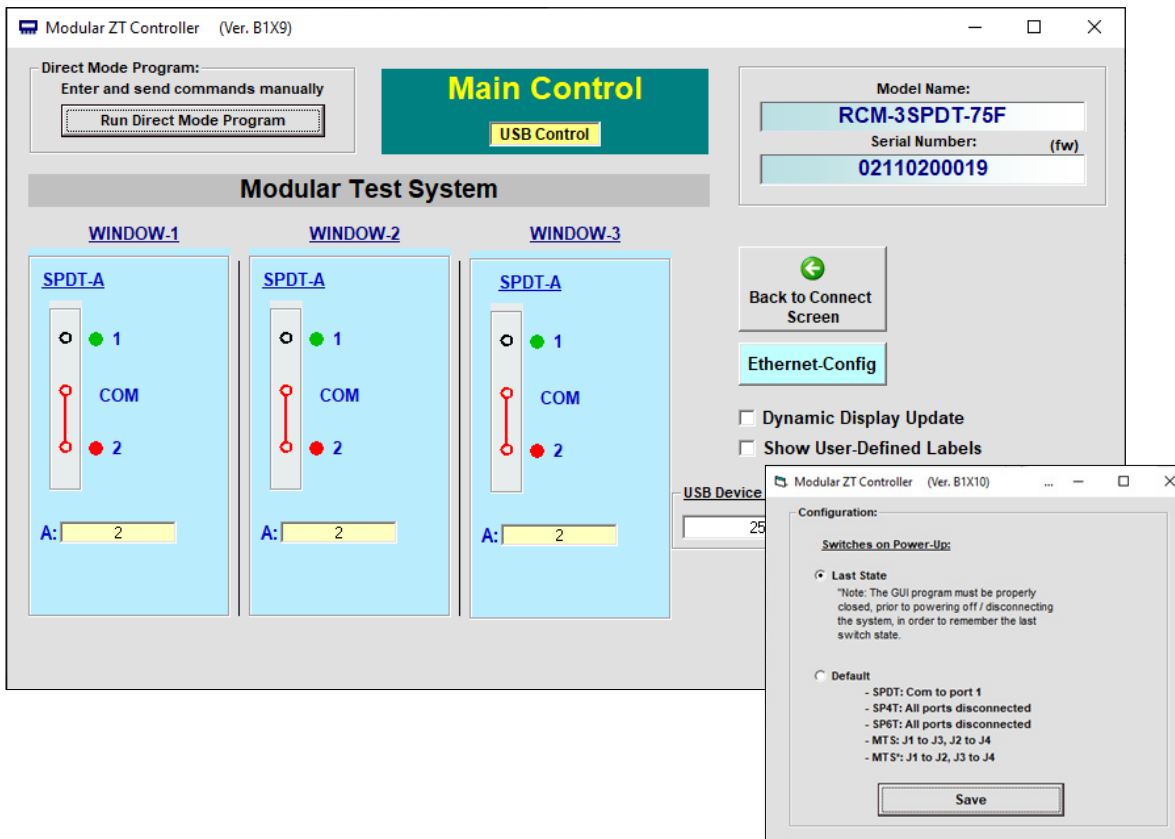 Modular ZT Controller (Ver. B1X9)
Direct Mode Program:
Enter and send commands manually
Run Direct Mode Program
Main Control
USB Control
Model Name:
RCM-3SPDT-75F
Serial Number: (fw)
02110200019
Modular Test System
WINDOW-1
SPDT-A
1
COM
2
A: 2
WINDOW-2
SPDT-A
1
COM
2
A: 2
WINDOW-3
SPDT-A
1
COM
2
A: 2
Back to Connect
Screen
Ethernet-Config
Dynamic Display Update
Show User-Defined Labels
USB Device
25
Modular ZT Controller (Ver. B1X10) ...
Configuration:
Switches on Power-Up:
Last State
"Note: The GUI program must be properly
closed, prior to powering off / disconnecting
the system, in order to remember the last
switch state.
Default
- SPDT: Com to port 1
- SP4T: All ports disconnected
- SP6T: All ports disconnected
- MTS: J1 to J3, J2 to J4
- MTS*: J1 to J2, J3 to J4
Save